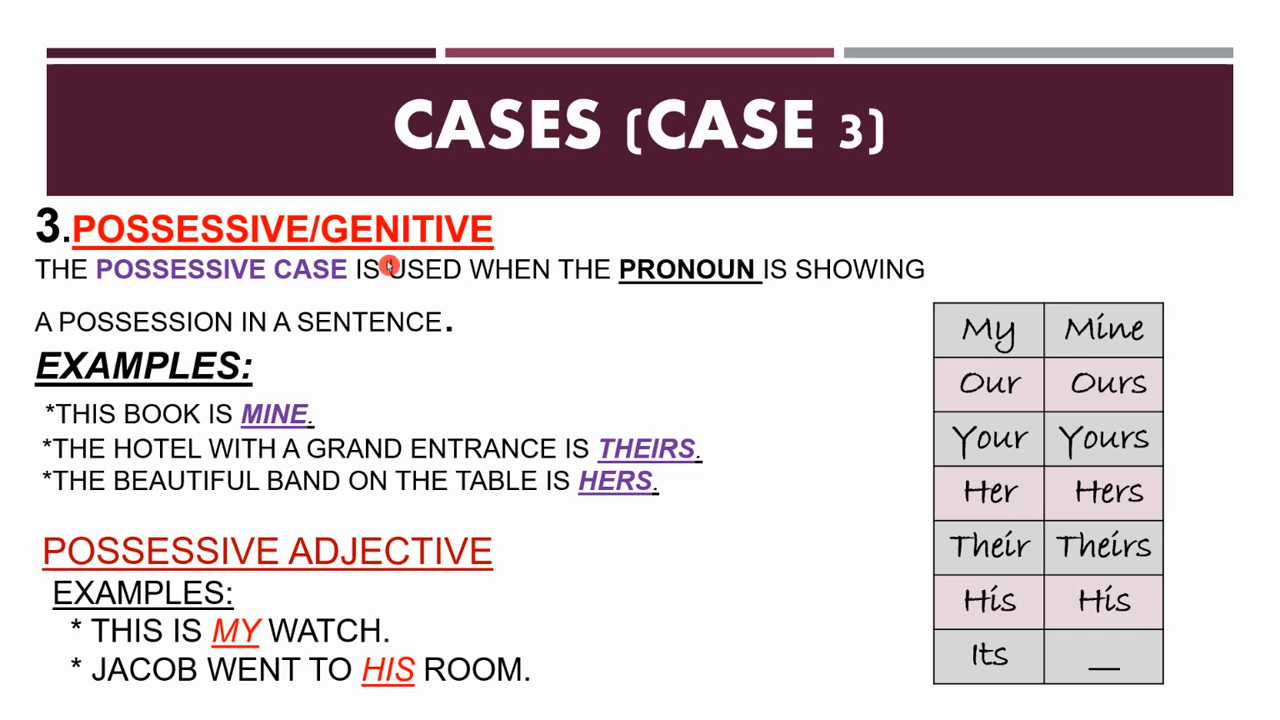 CASES (CASE 3)
3.POSSESSIVE/GENITIVE
THE POSSESSIVE CASE IS USED WHEN THE PRONOUN IS SHOWING
A POSSESSION IN A SENTENCE.
EXAMPLES:
*THIS BOOK IS MINE.
*THE HOTEL WITH A GRAND ENTRANCE IS THEIRS.
*THE BEAUTIFUL BAND ON THE TABLE IS HERS.
POSSESSIVE ADJECTIVE
EXAMPLES:
* THIS IS MY WATCH.
* JACOB WENT TO HIS ROOM.
My Mine
Our Ours
Your Yours
Her Hers
Their Theirs
His His
Its __